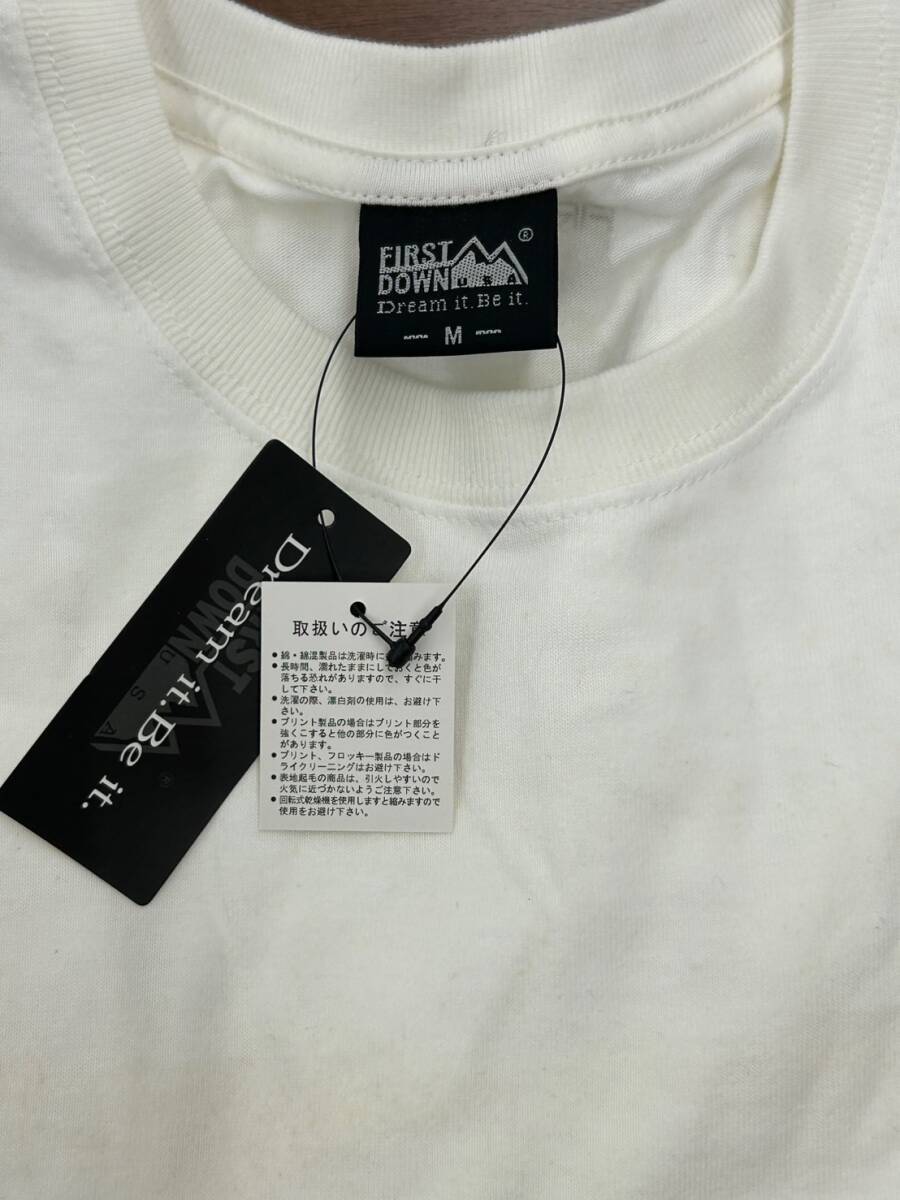 FIRST
DOWN USA
®
Dream it. Be it.
M
Dream it. Be it.
FIRST
DOWN
U S A
®
取扱いのご注意
●綿・綿混製品は洗濯時に
みます。
●長時間、濡れたままにしておくと色が
落ちる恐れがありますので、すぐに干
して下さい。
●洗濯の際、漂白剤の使用は、お避け下
さい。
●プリント製品の場合はプリント部分を
強くこすると他の部分に色がつくこと
があります。
●プリント、フロッキー製品の場合はド
ライクリーニングはお避け下さい。
●表地起毛の商品は、引火しやすいので
火気に近づかないようご注意下さい。
●回転式乾燥機を使用しますと縮みますので
使用をお避け下さい。